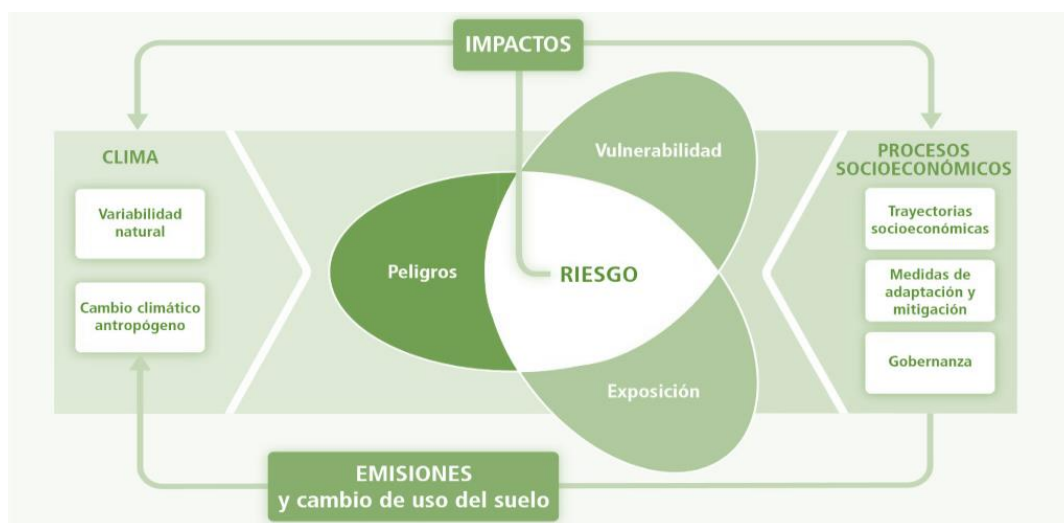 IMPACTOS
CLIMA
Variabilidad
natural
Cambio climático
antropógeno
Peligros
Vulnerabilidad
RIESGO
Exposición
PROCESOS
SOCIOECONÓMICOS
Trayectorias
socioeconómicas
Medidas de
adaptación y
mitigación
Gobernanza
EMISIONES
y cambio de uso del suelo